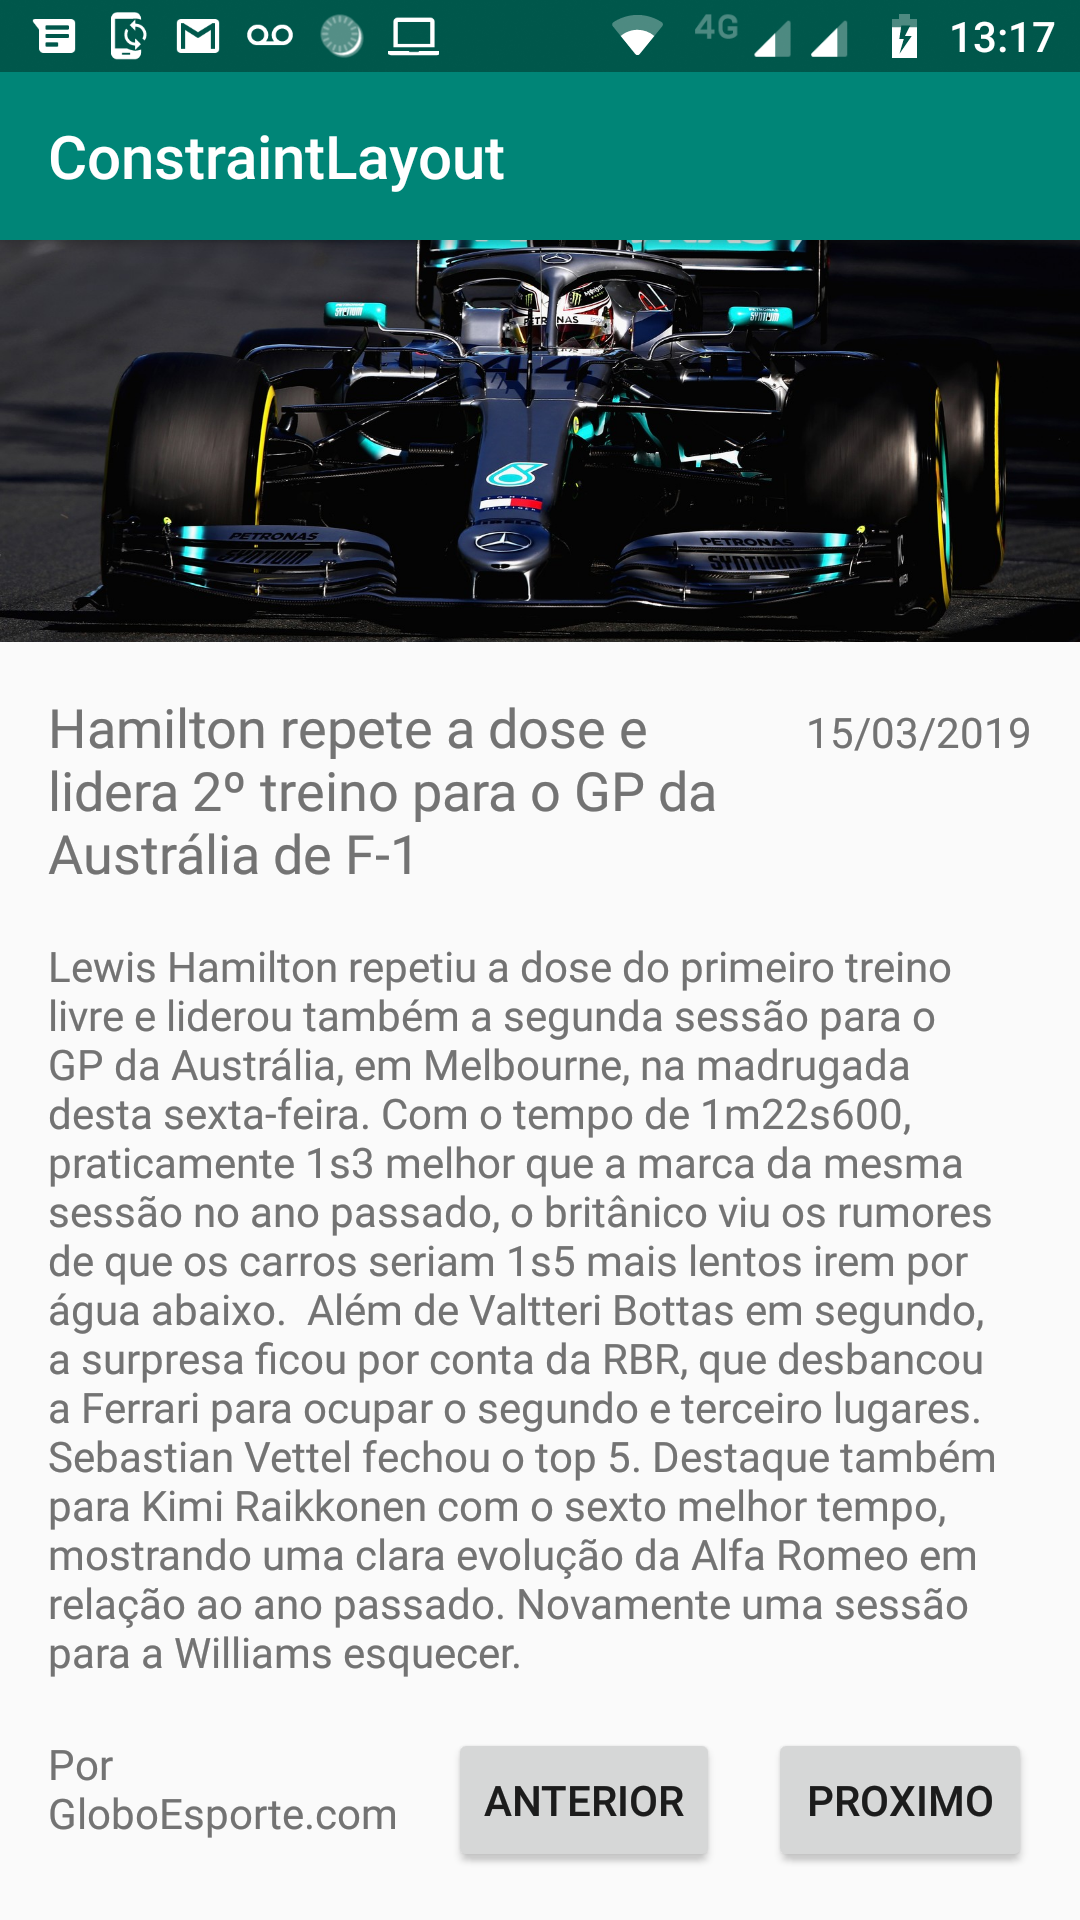 4G 13:17
ConstraintLayout
PETRONAS
44
PETRONAS
SYNTIUM
PETRONAS
SYNTIUM
Hamilton repete a dose e
lidera 2º treino para o GP da
Austrália de F-1
15/03/2019
Lewis Hamilton repetiu a dose do primeiro treino
livre e liderou também a segunda sessão para o
GP da Austrália, em Melbourne, na madrugada
desta sexta-feira. Com o tempo de 1m22s600,
praticamente 1s3 melhor que a marca da mesma
sessão no ano passado, o britânico viu os rumores
de que os carros seriam 1s5 mais lentos irem por
água abaixo.  Além de Valtteri Bottas em segundo,
a surpresa ficou por conta da RBR, que desbancou
a Ferrari para ocupar o segundo e terceiro lugares.
Sebastian Vettel fechou o top 5. Destaque também
para Kimi Raikkonen com o sexto melhor tempo,
mostrando uma clara evolução da Alfa Romeo em
relação ao ano passado. Novamente uma sessão
para a Williams esquecer.
Por
GloboEsporte.com
ANTERIOR
PROXIMO